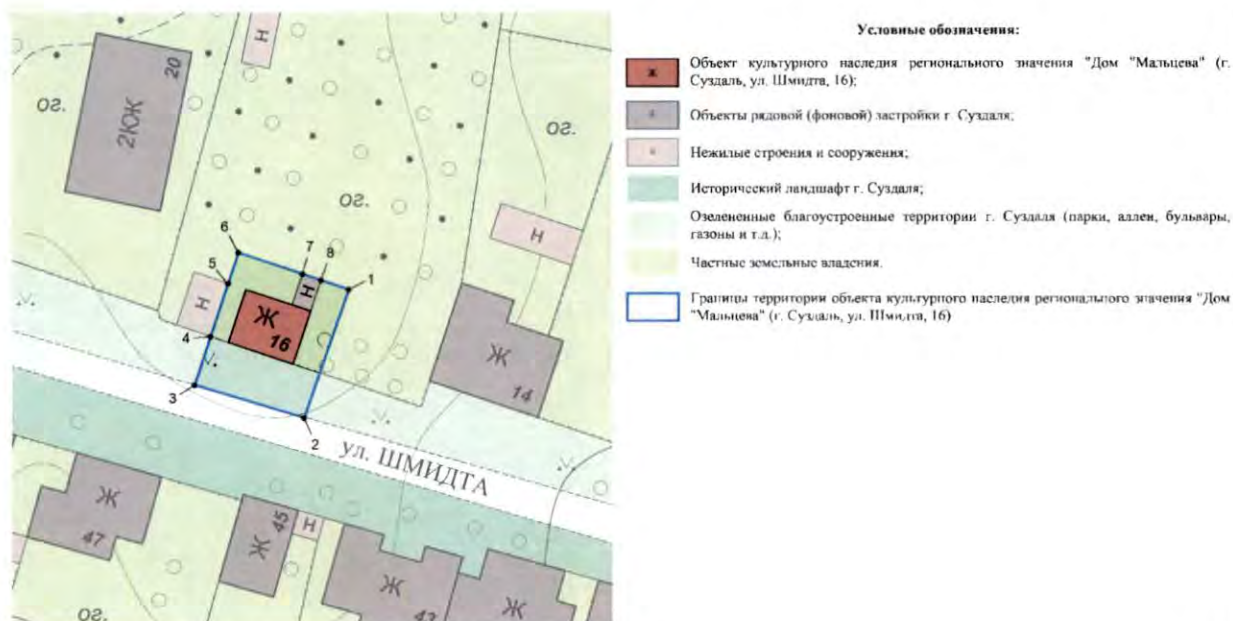 Н
20
2КЖ
ог.
ог.
ог.
Н
6
7
8
1
5
Н
Н
Ж
16
4
3
2
Ж
14
ул. ШМИДТА
Ж
47
Ж
45
Н
Ж
43
Ж
ог.
Условные обозначения:
Ж
Объект культурного наследия регионального значения "Дом "Мальцева" (г.
Суздаль, ул. Шмидта, 16);
Объекты рядовой (фоновой) застройки г. Суздаля;
Нежилые строения и сооружения;
Исторический ландшафт г. Суздаля;
Озелененные благоустроенные территории г. Суздаля (парки, аллеи, бульвары,
газоны и т.д.);
Частные земельные владения.
Границы территории объекта культурного наследия регионального значения "Дом
"Мальцева" (г. Суздаль, ул. Шмидта, 16)